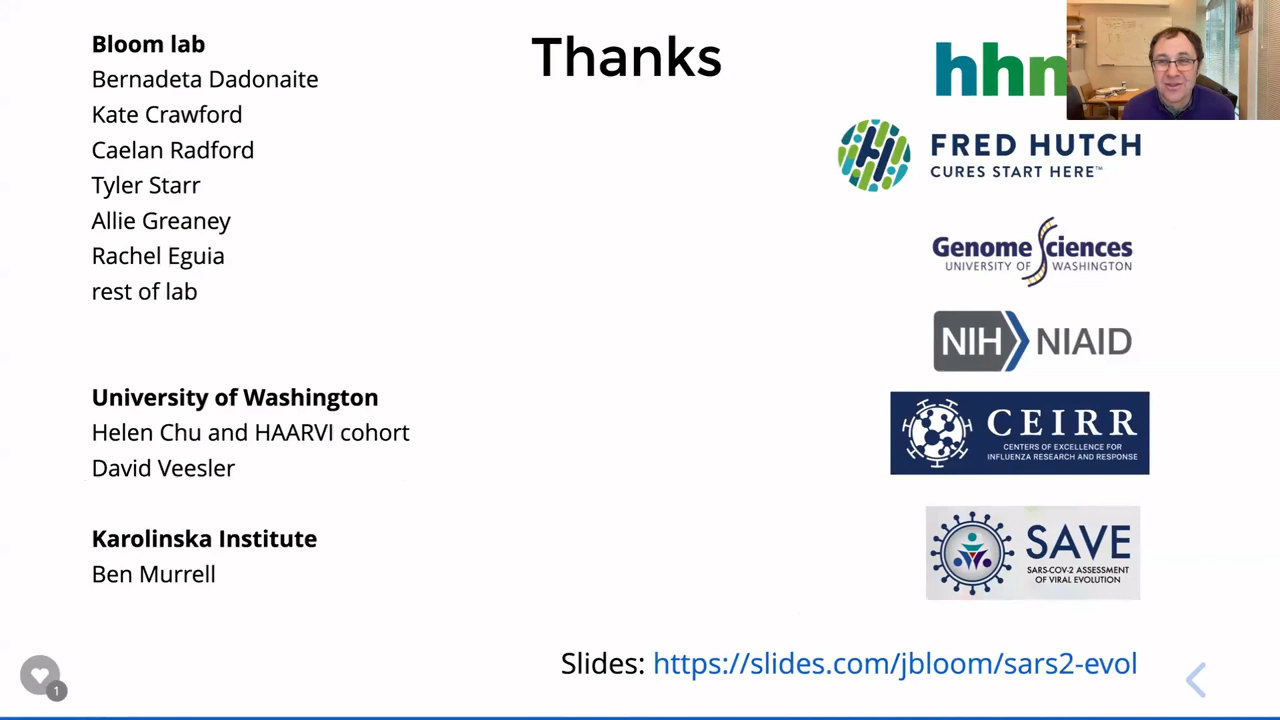 Thanks
Bloom lab
Bernadeta Dadonaite
Kate Crawford
Caelan Radford
Tyler Starr
Allie Greaney
Rachel Eguia
rest of lab
University of Washington
Helen Chu and HAARVI cohort
David Veesler
Karolinska Institute
Ben Murrell
FRED HUTCH
CURES START HERE™
Genome Sciences
UNIVERSITY OF WASHINGTON
NIH NIAID
CEIRR
CENTERS OF EXCELLENCE FOR
INFLUENZA RESEARCH AND RESPONSE
SAVE
SARS-COV-2 ASSESSMENT
OF VIRAL EVOLUTION
Slides: https://slides.com/jbloom/sars2-evol
1